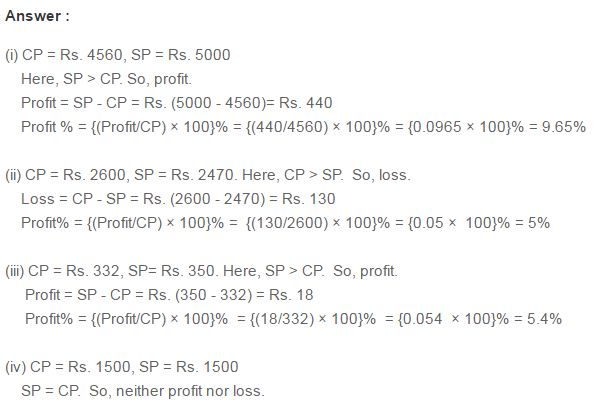 Answer :
(i) CP = Rs. 4560, SP = Rs. 5000
Here, SP > CP. So, profit.
Profit = SP - CP = Rs. (5000 - 4560)= Rs. 440
Profit % = {(Profit/CP) × 100}% = {(440/4560) × 100}% = {0.0965 × 100}% = 9.65%
(ii) CP = Rs. 2600, SP = Rs. 2470. Here, CP > SP. So, loss.
Loss = CP - SP = Rs. (2600 - 2470) = Rs. 130
Profit% = {(Profit/CP) × 100}% = {(130/2600) × 100}% = {0.05 × 100}% = 5%
(iii) CP = Rs. 332, SP= Rs. 350. Here, SP > CP. So, profit.
Profit = SP - CP = Rs. (350 - 332) = Rs. 18
Profit% = {(Profit/CP) × 100}% = {(18/332) × 100}% = {0.054 × 100}% = 5.4%
(iv) CP = Rs. 1500, SP = Rs. 1500
SP = CP. So, neither profit nor loss.